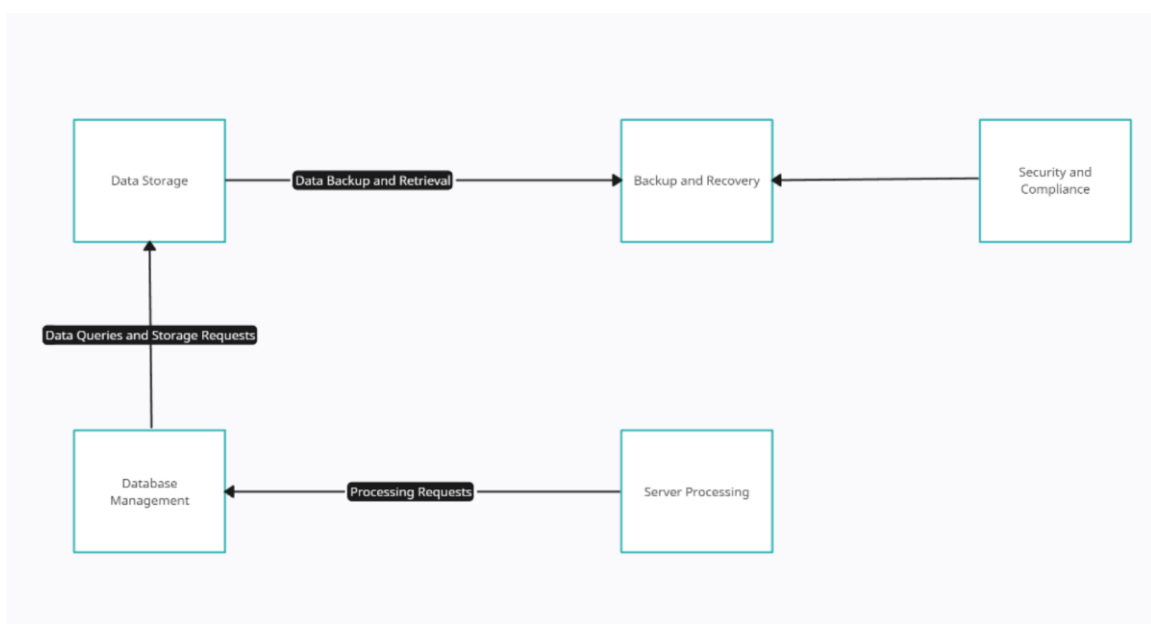 Data Storage
Data Backup and Retrieval
Backup and Recovery
Security and
Compliance
Data Queries and Storage Requests
Database
Management
Processing Requests
Server Processing